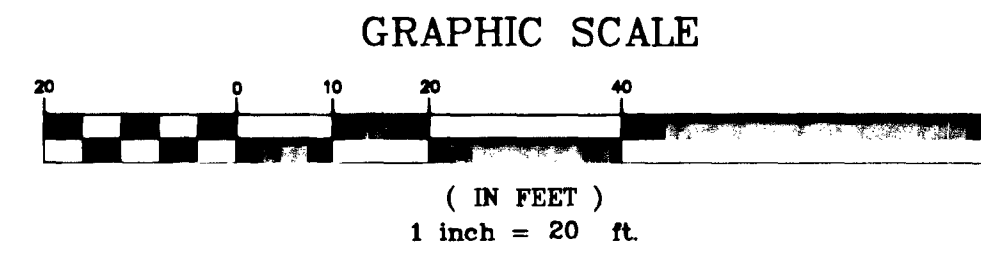 GRAPHIC SCALE
20 0 10 20 40
( IN FEET )
1 inch = 20 ft.